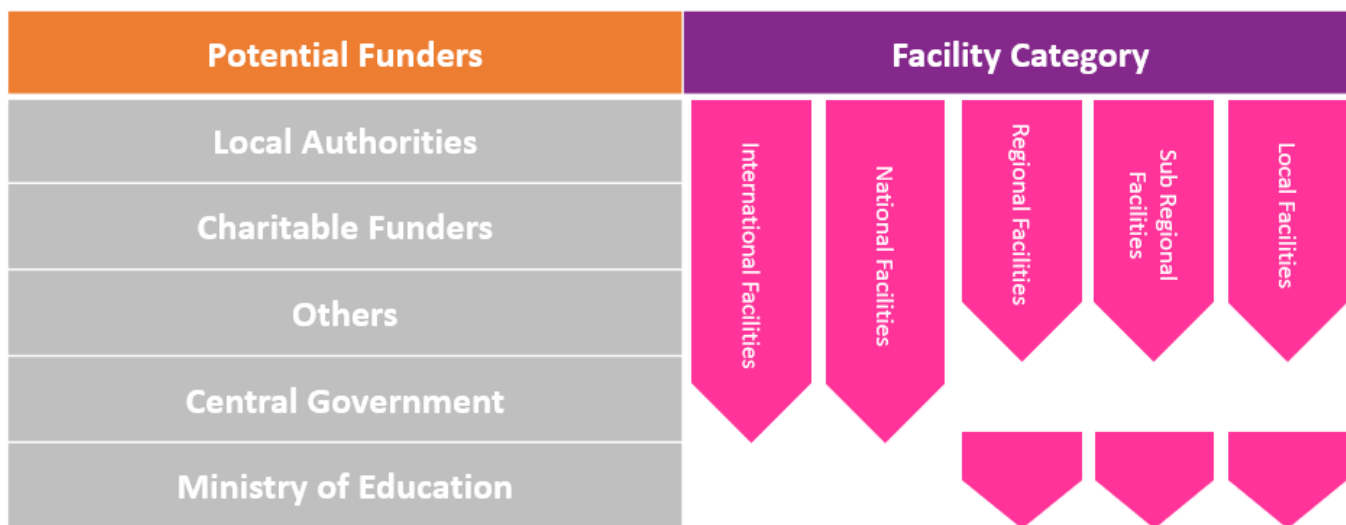 Potential Funders
Facility Category
Local Authorities
Charitable Funders
Others
Central Government
Ministry of Education
International Facilities
National Facilities
Regional Facilities
Sub Regional
Facilities
Local Facilities